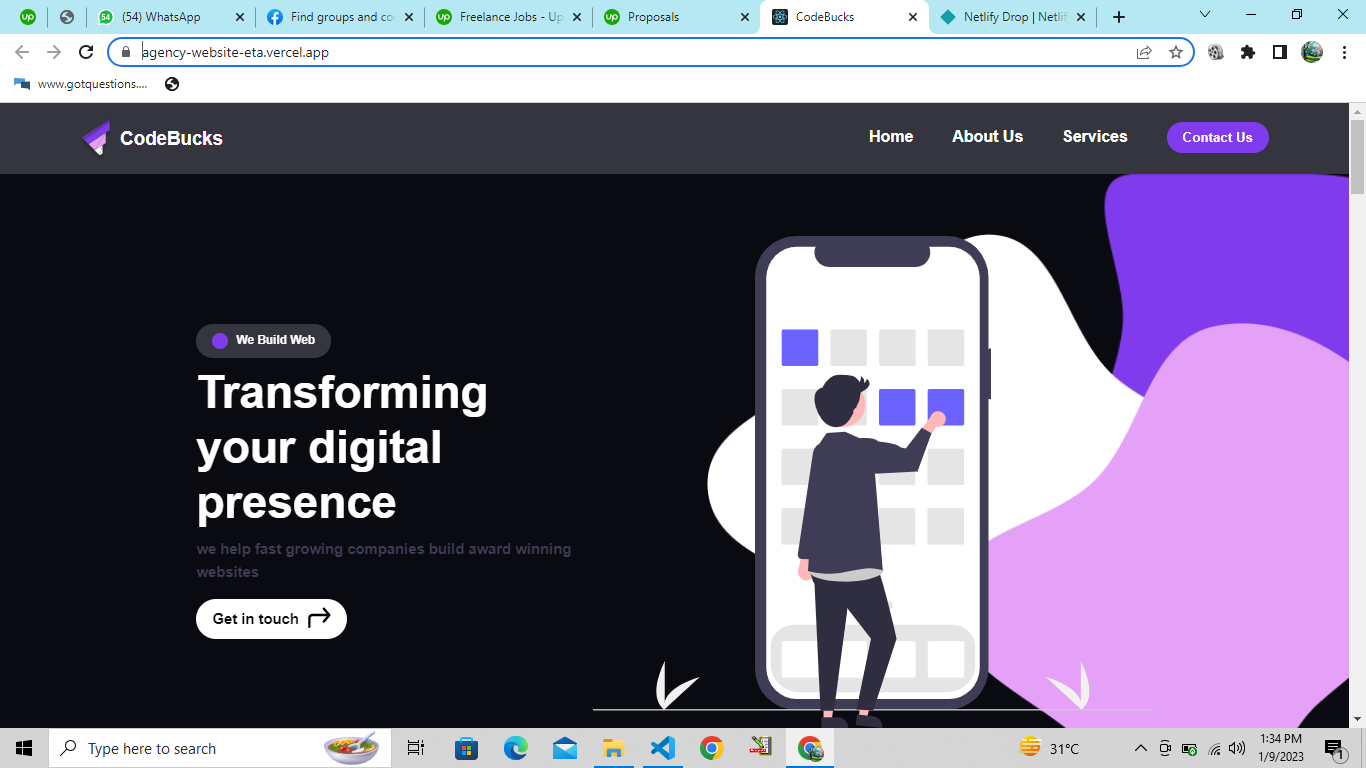 (54) WhatsApp
Find groups and co
Freelance Jobs - Up
Proposals
CodeBucks
Netlify Drop | Netlif
agency-website-eta.vercel.app
www.gotquestions....
CodeBucks
Home
About Us
Services
Contact Us
We Build Web
Transforming
your digital
presence
we help fast growing companies build award winning
websites
Get in touch
Type here to search
31°C
1:34 PM
1/9/2023
1